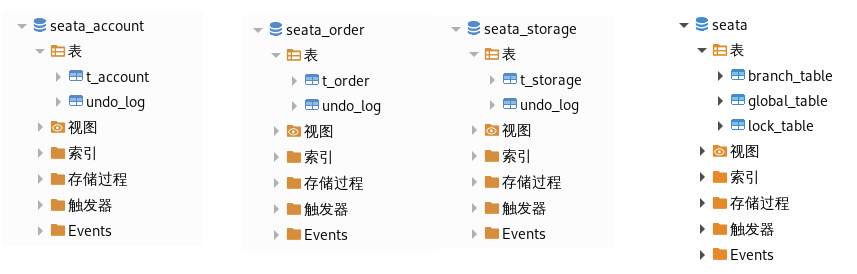 seata_account
表
t_account
undo_log
视图
索引
存储过程
触发器
Events
seata_order
表
t_order
undo_log
视图
索引
存储过程
触发器
Events
seata_storage
表
t_storage
undo_log
视图
索引
存储过程
触发器
Events
seata
表
branch_table
global_table
lock_table
视图
索引
存储过程
触发器
Events